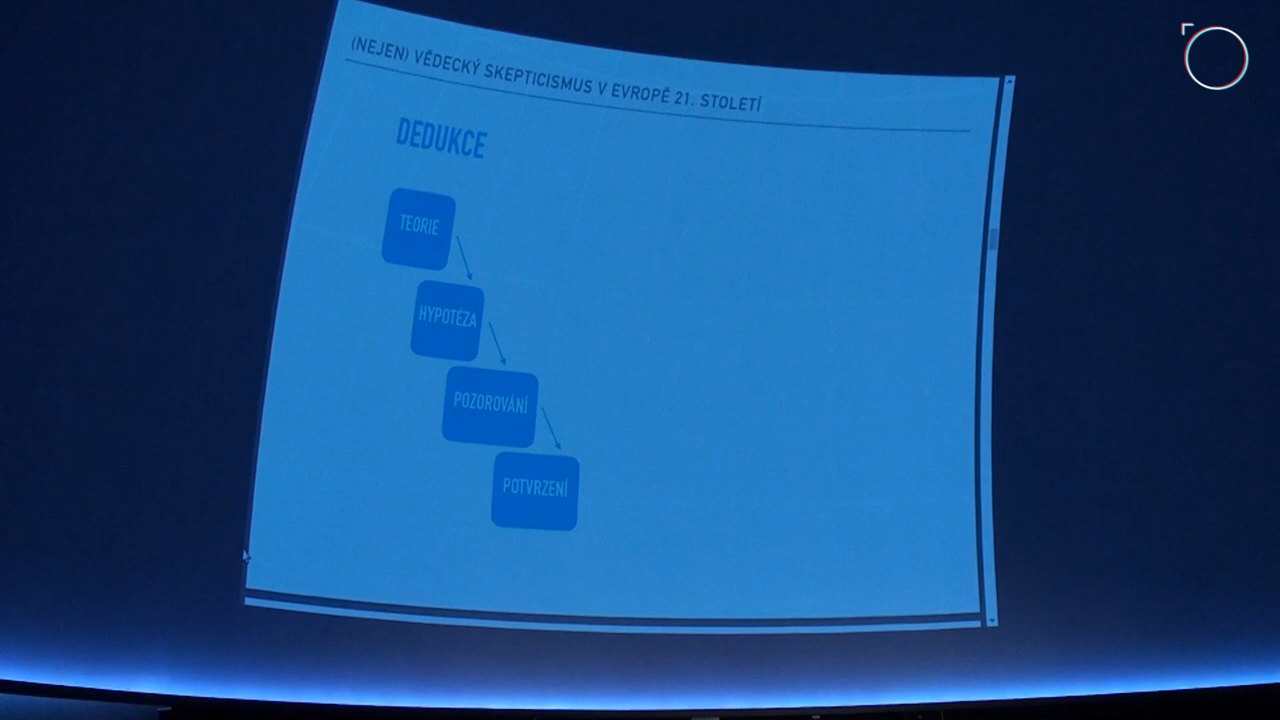 (NEJEN) VĚDECKÝ SKEPTICISMUS V EVROPĚ 21. STOLETÍ
DEDUKCE
TEORIE
HYPOTÉZA
POZOROVÁNÍ
POTVRZENÍ